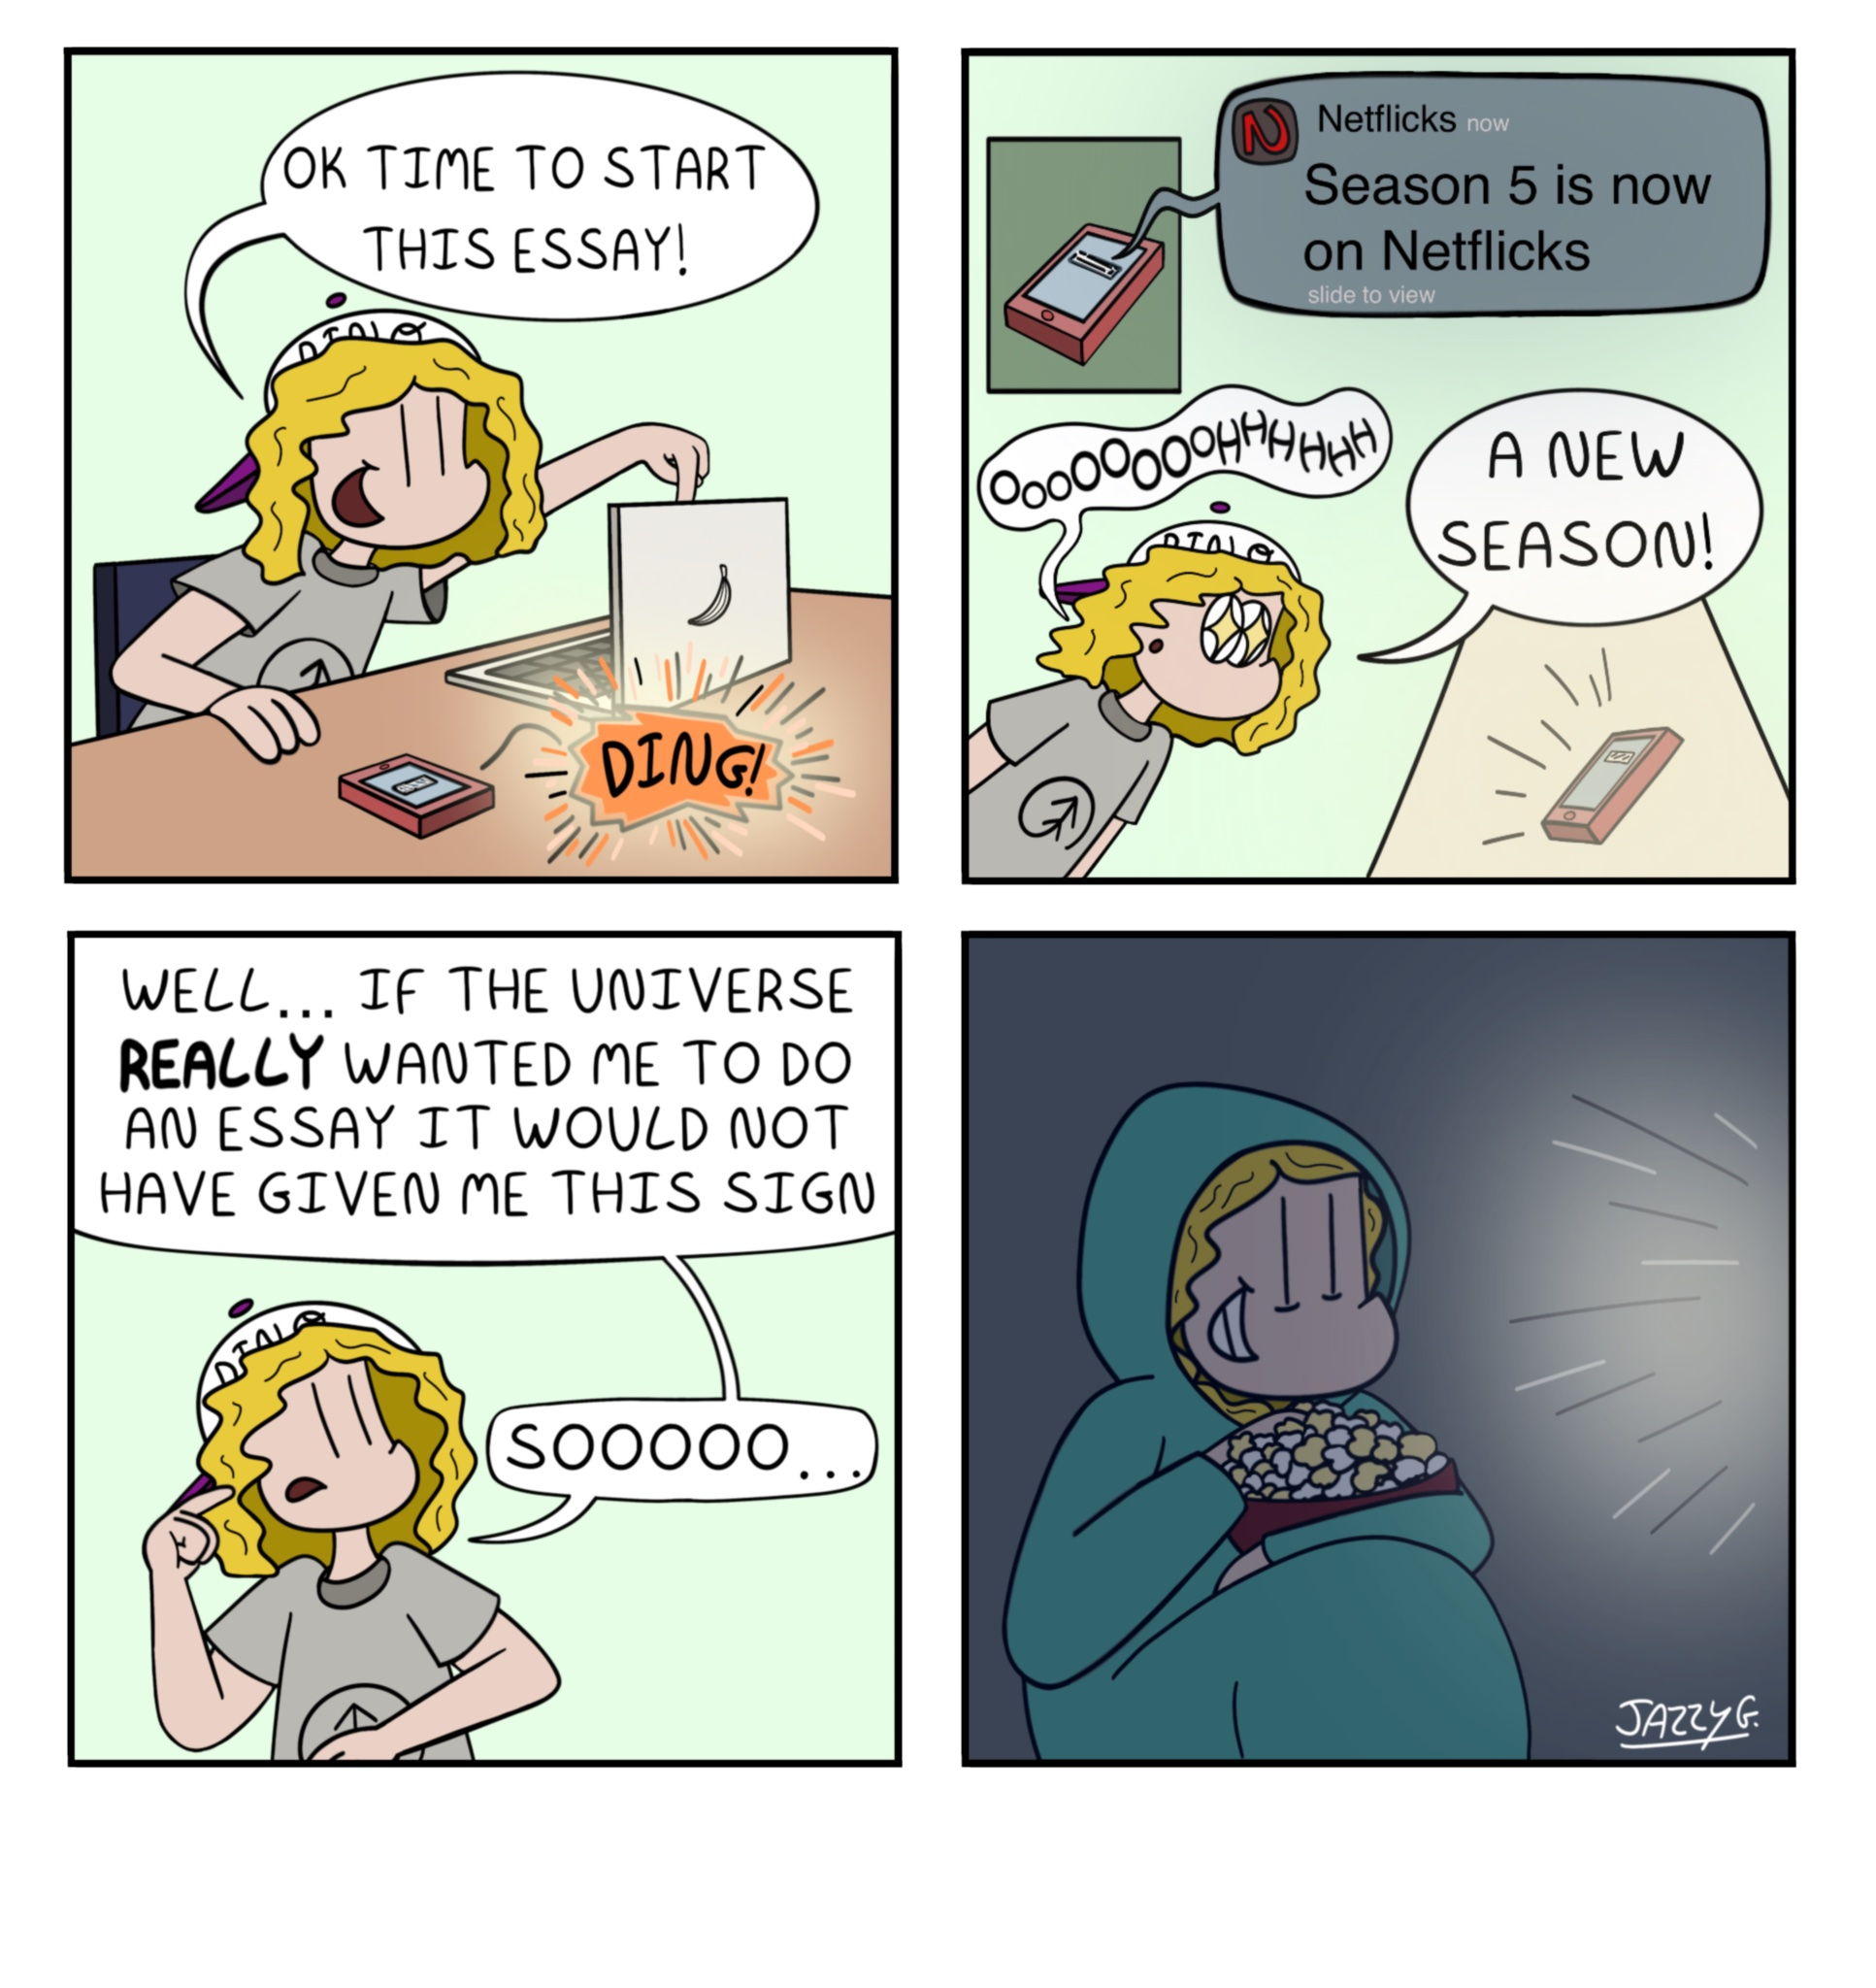 OK TIME TO START
THIS ESSAY!
DING!
N
Netflicks now
Season 5 is now
on Netflicks
slide to view
OOOOOOOOOHHHHHH
A NEW
SEASON!
WELL... IF THE UNIVERSE
REALLY WANTED ME TO DO
AN ESSAY IT WOULD NOT
HAVE GIVEN ME THIS SIGN
SOOOOO...
JAZZYG.